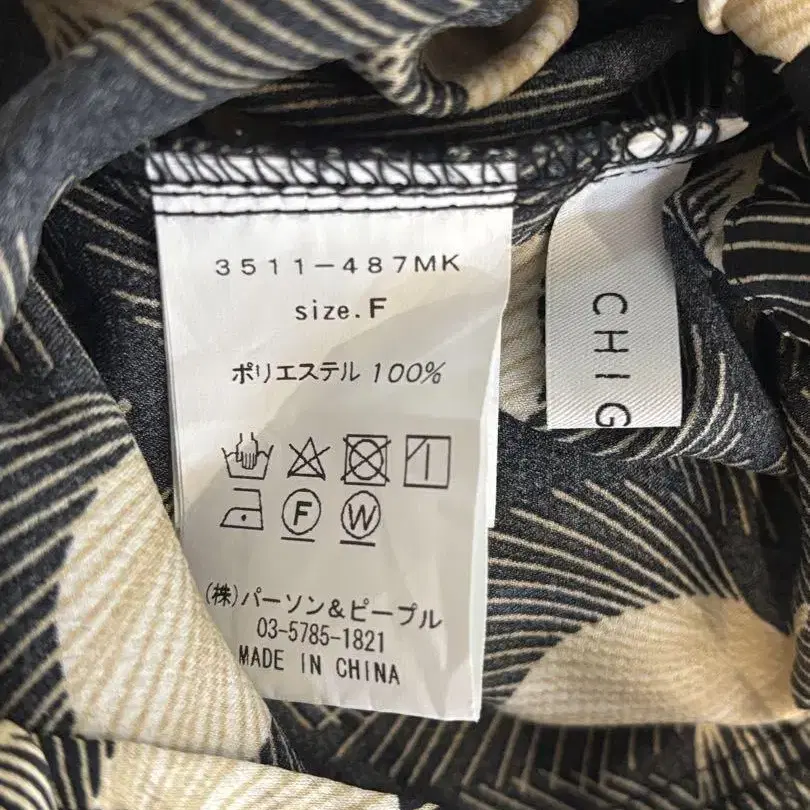 3511-487MK
size.F
ポリエステル 100%
F W
(株)パーソン&ピープル
03-5785-1821
MADE IN CHINA
CHIG